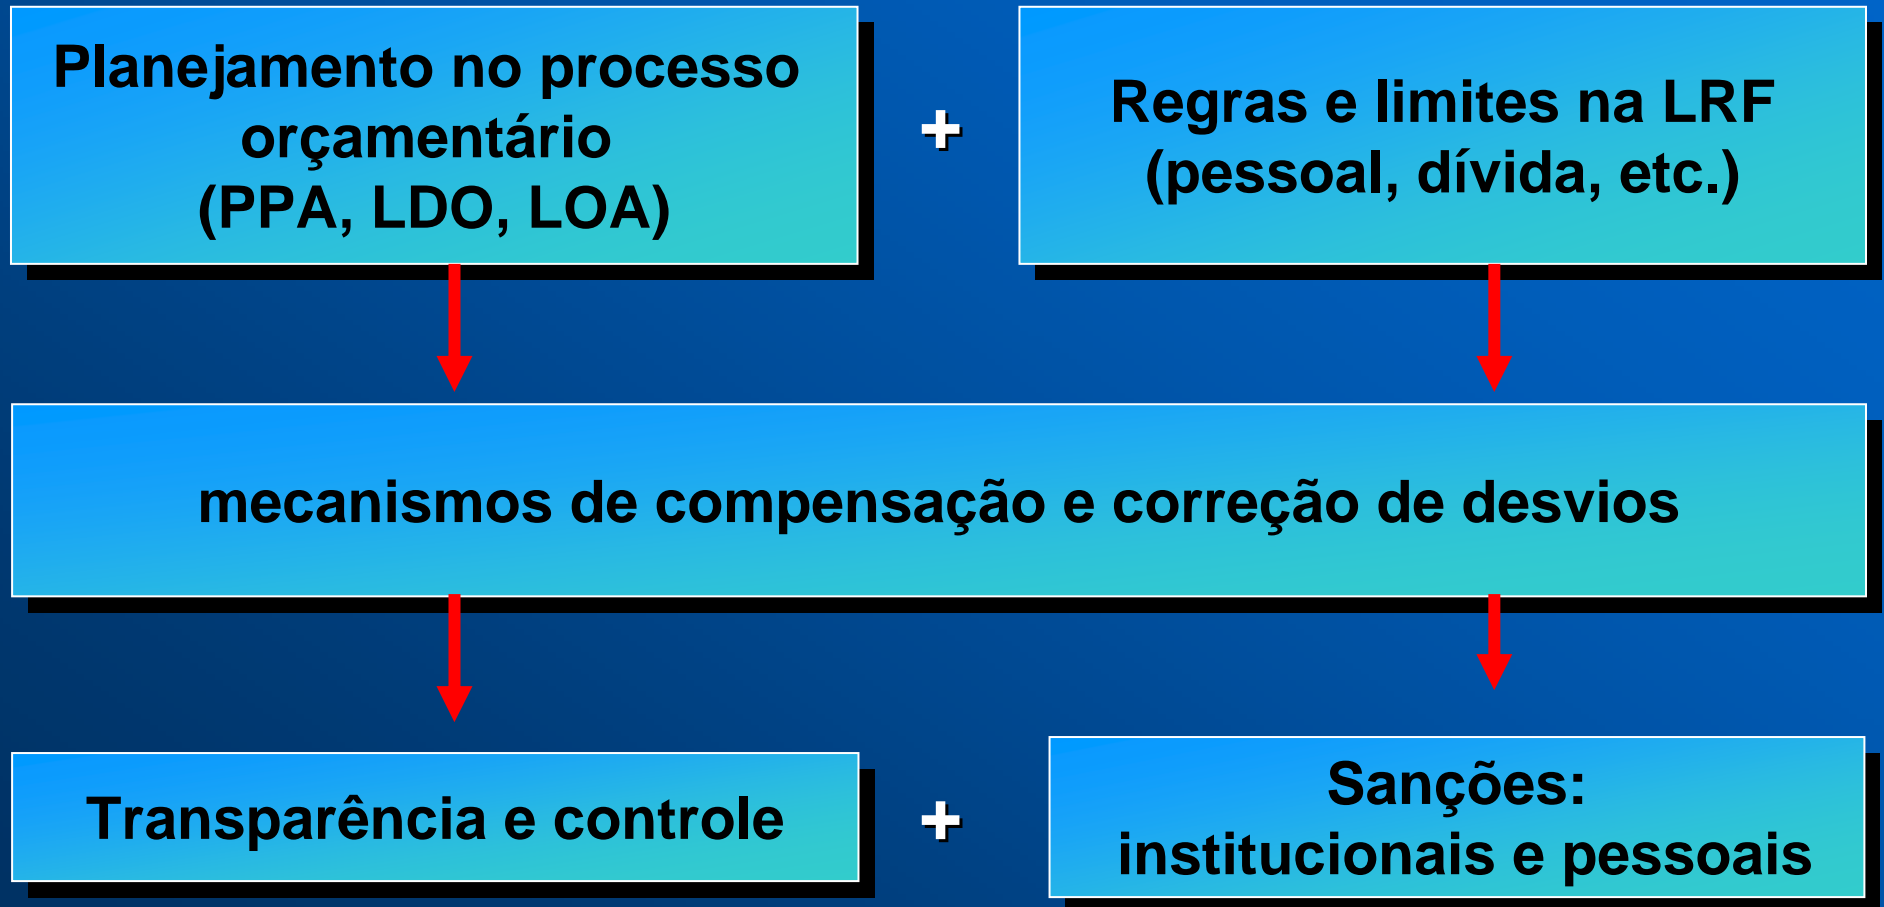 Planejamento no processo
orçamentário
(PPA, LDO, LOA)
+
Regras e limites na LRF
(pessoal, dívida, etc.)
mecanismos de compensação e correção de desvios
Transparência e controle
+
Sanções:
institucionais e pessoais